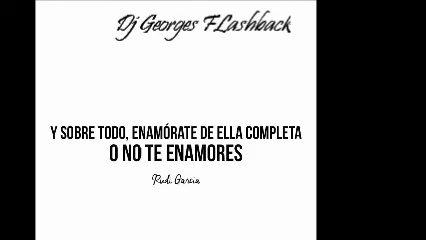 Dj Georges FLashback
Y SOBRE TODO, ENAMÓRATE DE ELLA COMPLETA
O NO TE ENAMORES
Rudi Garcia